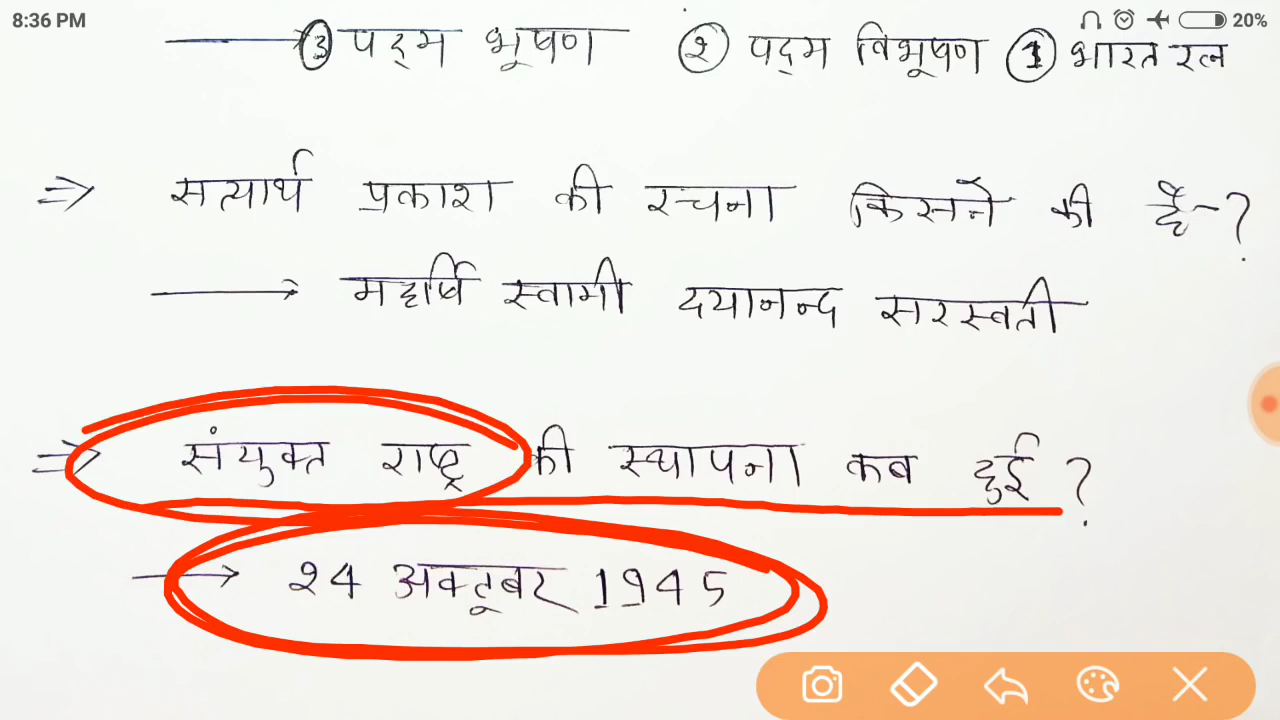 8:36 PM 20%
③ पद्म भूषण ② पद्म विभूषण ① भारत रत्न
⇒ सत्यार्थ प्रकाश की रचना किसने की है-?
→ महर्षि स्वामी दयानन्द सरस्वती
⇒ संयुक्त राष्ट्र की स्थापना कब हुई ?
→ 24 अक्टूबर 1945